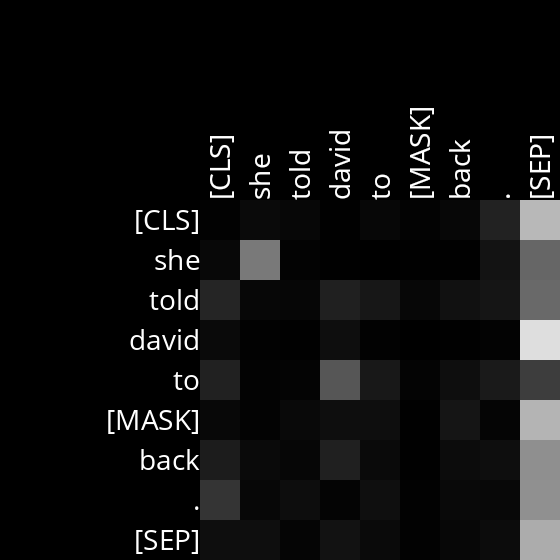 [CLS] she told david to [MASK] back . [SEP]
[CLS]
she
told
david
to
[MASK]
back
.
[SEP]